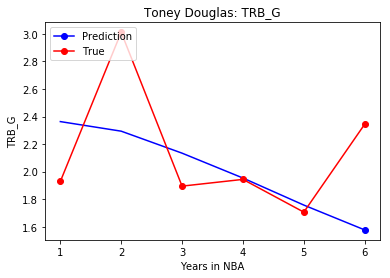 Toney Douglas: TRB_G
Prediction
True
TRB_G
3.0
2.8
2.6
2.4
2.2
2.0
1.8
1.6
1 2 3 4 5 6
Years in NBA